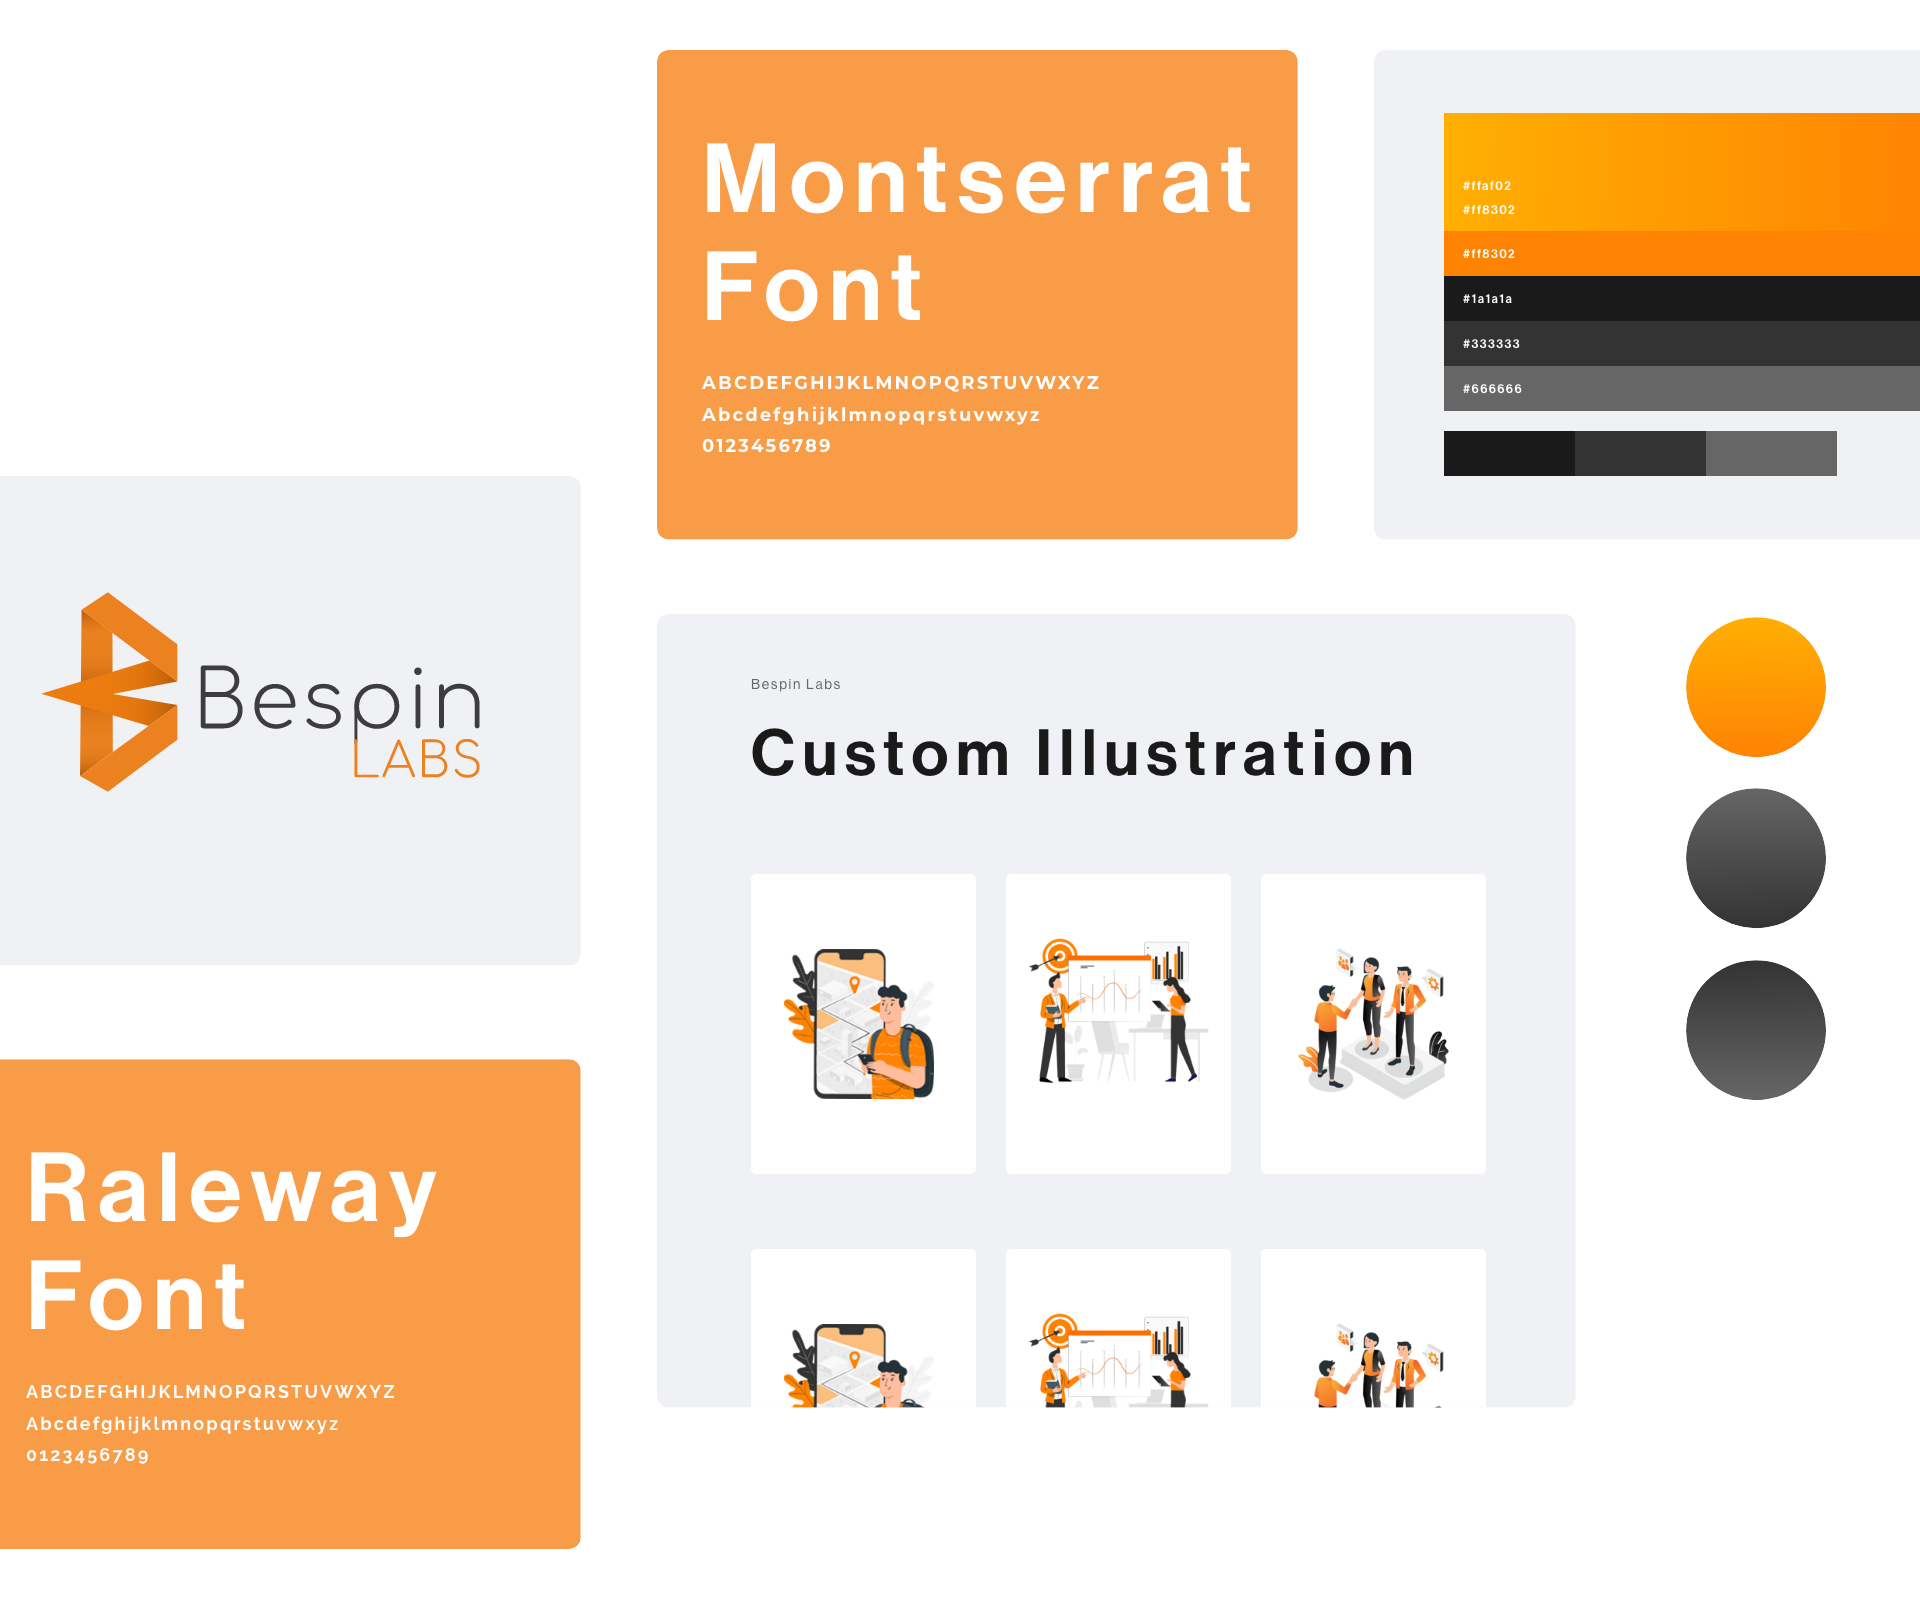 Montserrat
Font
ABCDEFGHIJKLMNOPQRSTUVWXYZ
Abcdefghijklmnopqrstuvwxyz
0123456789
#ffaf02
#ff8302
#ff8302
#1a1a1a
#333333
#666666
Bespin
LABS
Bespin Labs
Custom Illustration
Raleway
Font
ABCDEFGHIJKLMNOPQRSTUVWXYZ
Abcdefghijklmnopqrstuvwxyz
0123456789